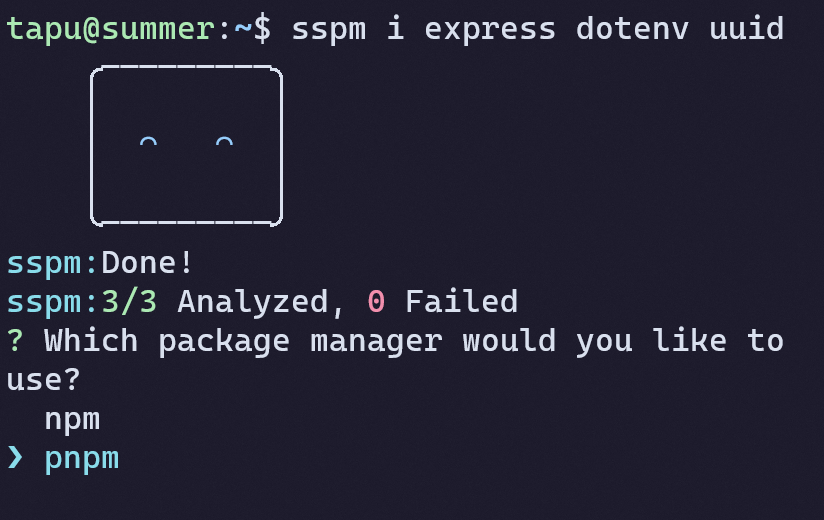 tapu@summer:~$ sspm i express dotenv uuid
sspm:Done!
sspm:3/3 Analyzed, 0 Failed
? Which package manager would you like to
use?
npm
❯ pnpm